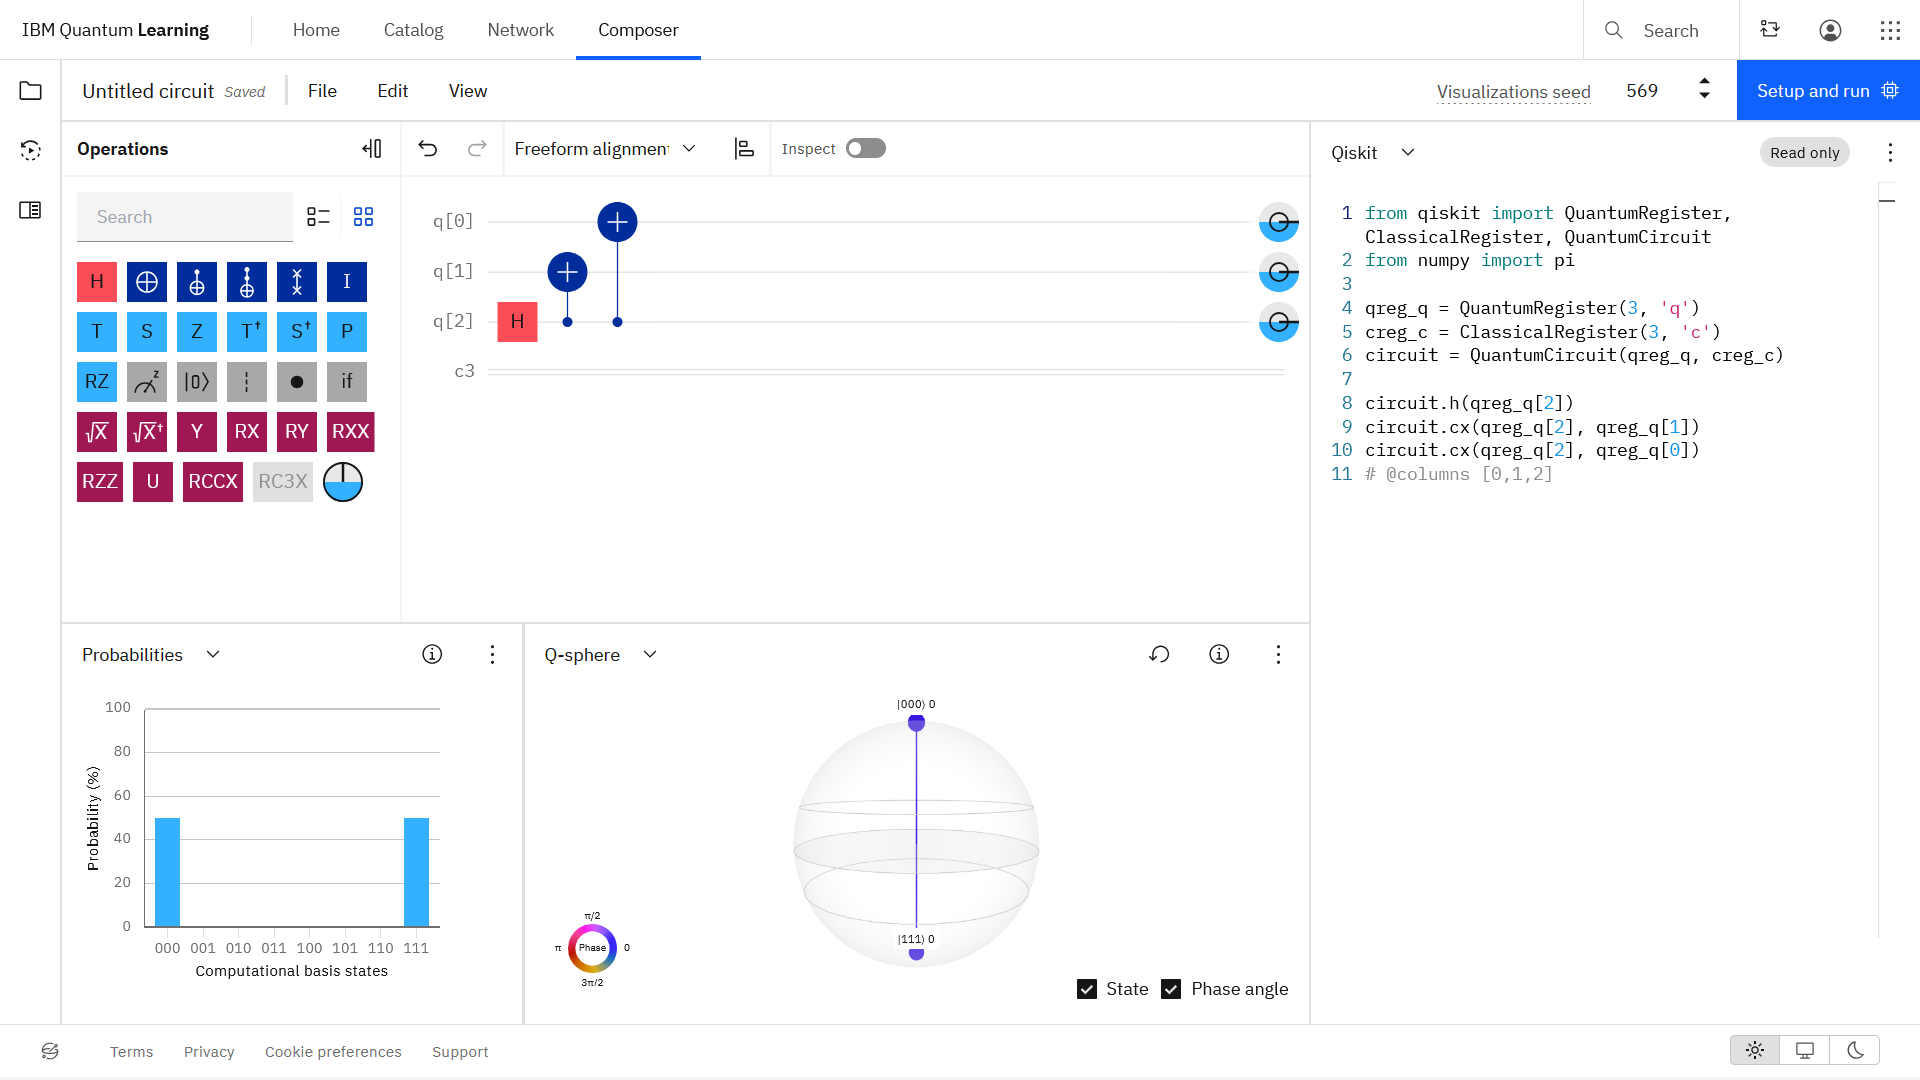 IBM Quantum Learning
Home
Catalog
Network
Composer
Search
Untitled circuit
Saved
File
Edit
View
Visualizations seed
569
Setup and run
Operations
Freeform alignment
Inspect
Qiskit
Read only
Search
H
I
T
S
Z
T†
S†
P
RZ
z
|0⟩
if
√X
√X†
Y
RX
RY
RXX
RZZ
U
RCCX
RC3X
q[0]
q[1]
q[2]
H
c3
1 from qiskit import QuantumRegister,
ClassicalRegister, QuantumCircuit
2 from numpy import pi
3
4 qreg_q = QuantumRegister(3, 'q')
5 creg_c = ClassicalRegister(3, 'c')
6 circuit = QuantumCircuit(qreg_q, creg_c)
7
8 circuit.h(qreg_q[2])
9 circuit.cx(qreg_q[2], qreg_q[1])
10 circuit.cx(qreg_q[2], qreg_q[0])
11 # @columns [0,1,2]
Probabilities
100
80
60
40
20
0
Probability (%)
000 001 010 011 100 101 110 111
Computational basis states
Q-sphere
|000⟩ 0
|111⟩ 0
π/2
π
Phase
0
3π/2
State
Phase angle
Terms
Privacy
Cookie preferences
Support